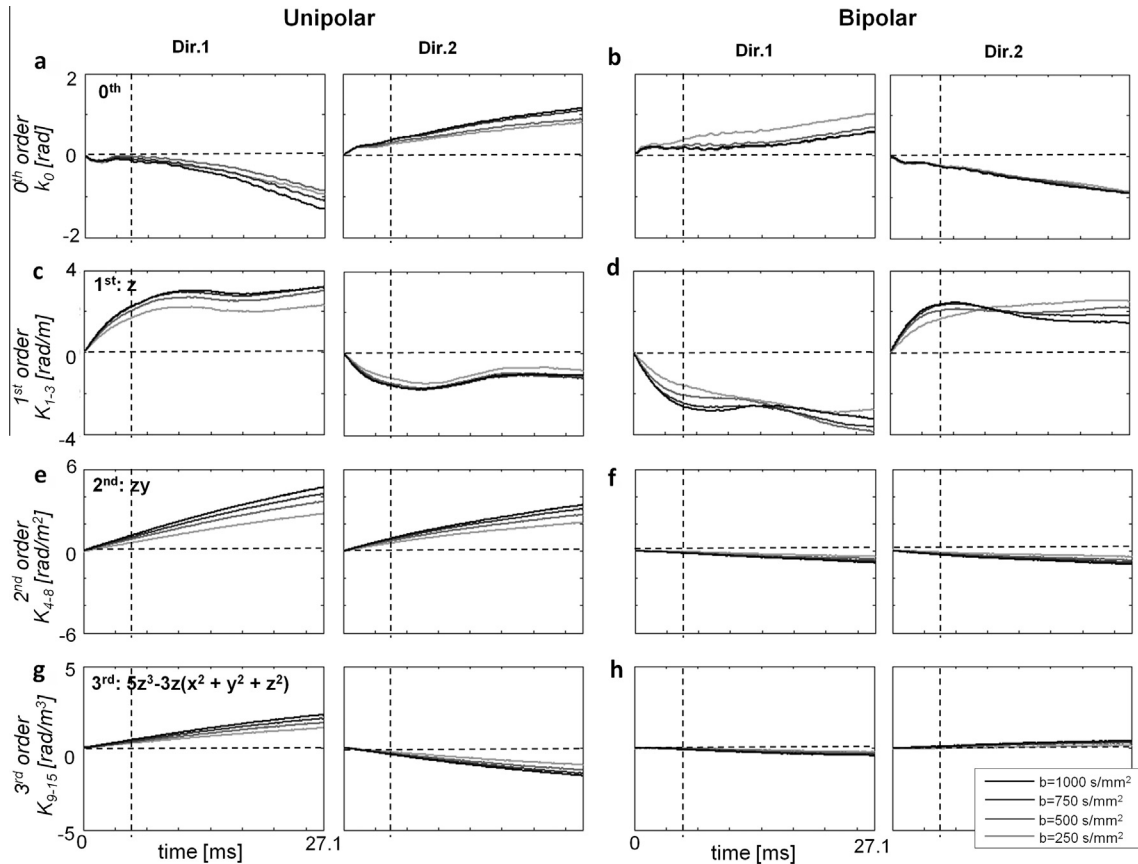 Unipolar
Bipolar
Dir.1
Dir.2
Dir.1
Dir.2
a
b
0th order
k0 [rad]
2
0
-2
0th
c
d
1st order
K1-3 [rad/m]
4
0
-4
1st: z
e
f
2nd order
K4-8 [rad/m2]
6
0
-6
2nd: zy
g
h
3rd order
K9-15 [rad/m3]
5
0
-5
3rd: 5z3-3z(x2 + y2 + z2)
0
27.1
time [ms]
0
27.1
time [ms]
b=1000 s/mm2
b=750 s/mm2
b=500 s/mm2
b=250 s/mm2